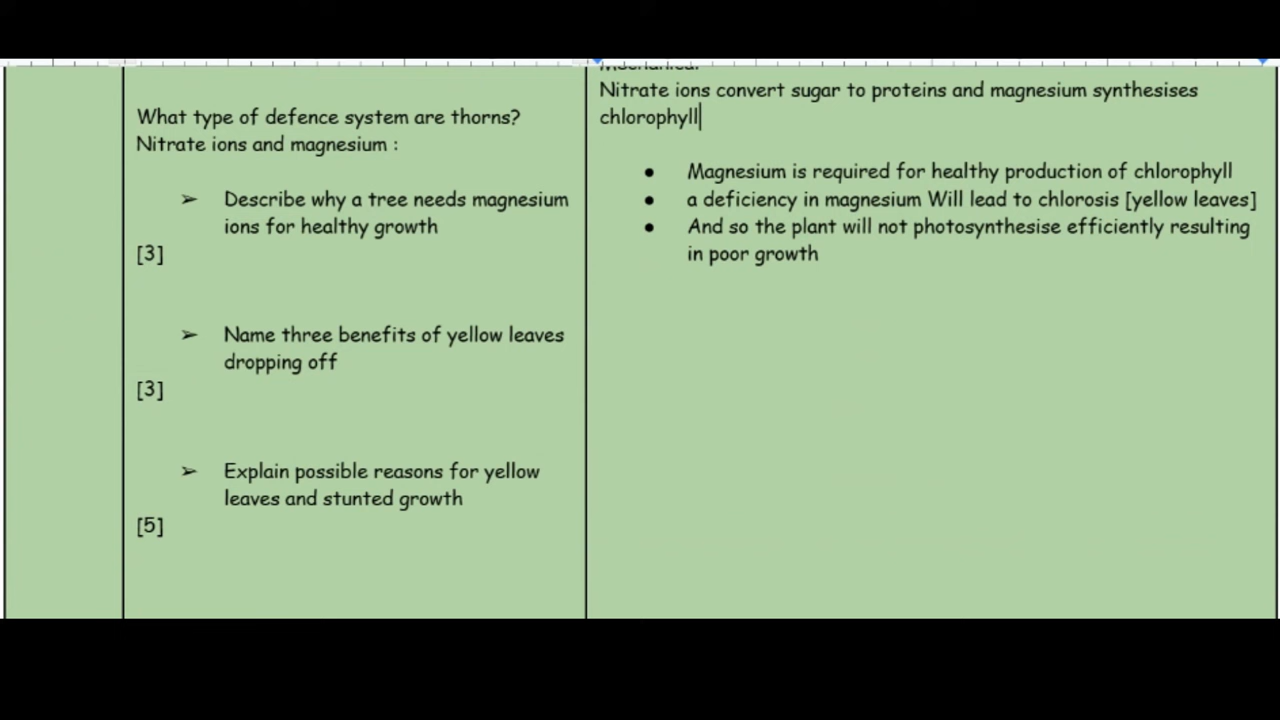 What type of defence system are thorns?
Nitrate ions and magnesium :
➢ Describe why a tree needs magnesium
ions for healthy growth
[3]
➢ Name three benefits of yellow leaves
dropping off
[3]
➢ Explain possible reasons for yellow
leaves and stunted growth
[5]
Mechanical
Nitrate ions convert sugar to proteins and magnesium synthesises
chlorophyll
● Magnesium is required for healthy production of chlorophyll
● a deficiency in magnesium Will lead to chlorosis [yellow leaves]
● And so the plant will not photosynthesise efficiently resulting
in poor growth